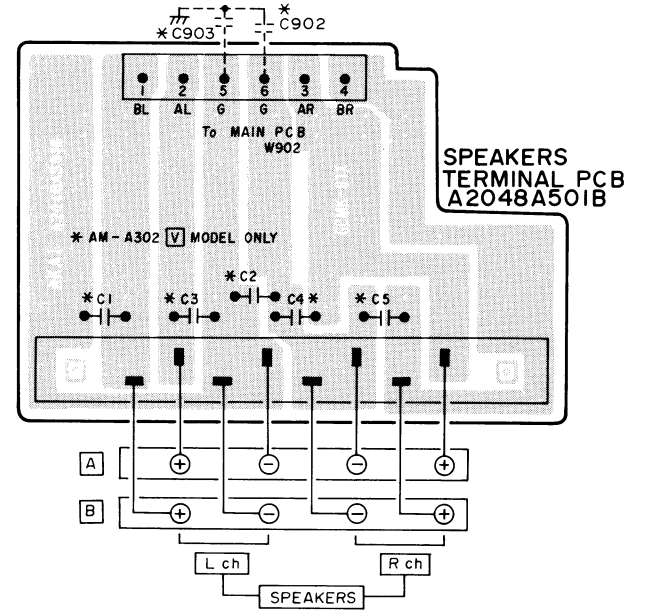 *
* C903
C902
1 2 5 6 3 4
BL AL G G AR BR
To MAIN PCB
W902
SPEAKERS
TERMINAL PCB
A2048A501B
* AM-A302 V MODEL ONLY
* C2
* C1 * C3 C4 * * C5
A + − − +
B + − − +
L ch R ch
SPEAKERS